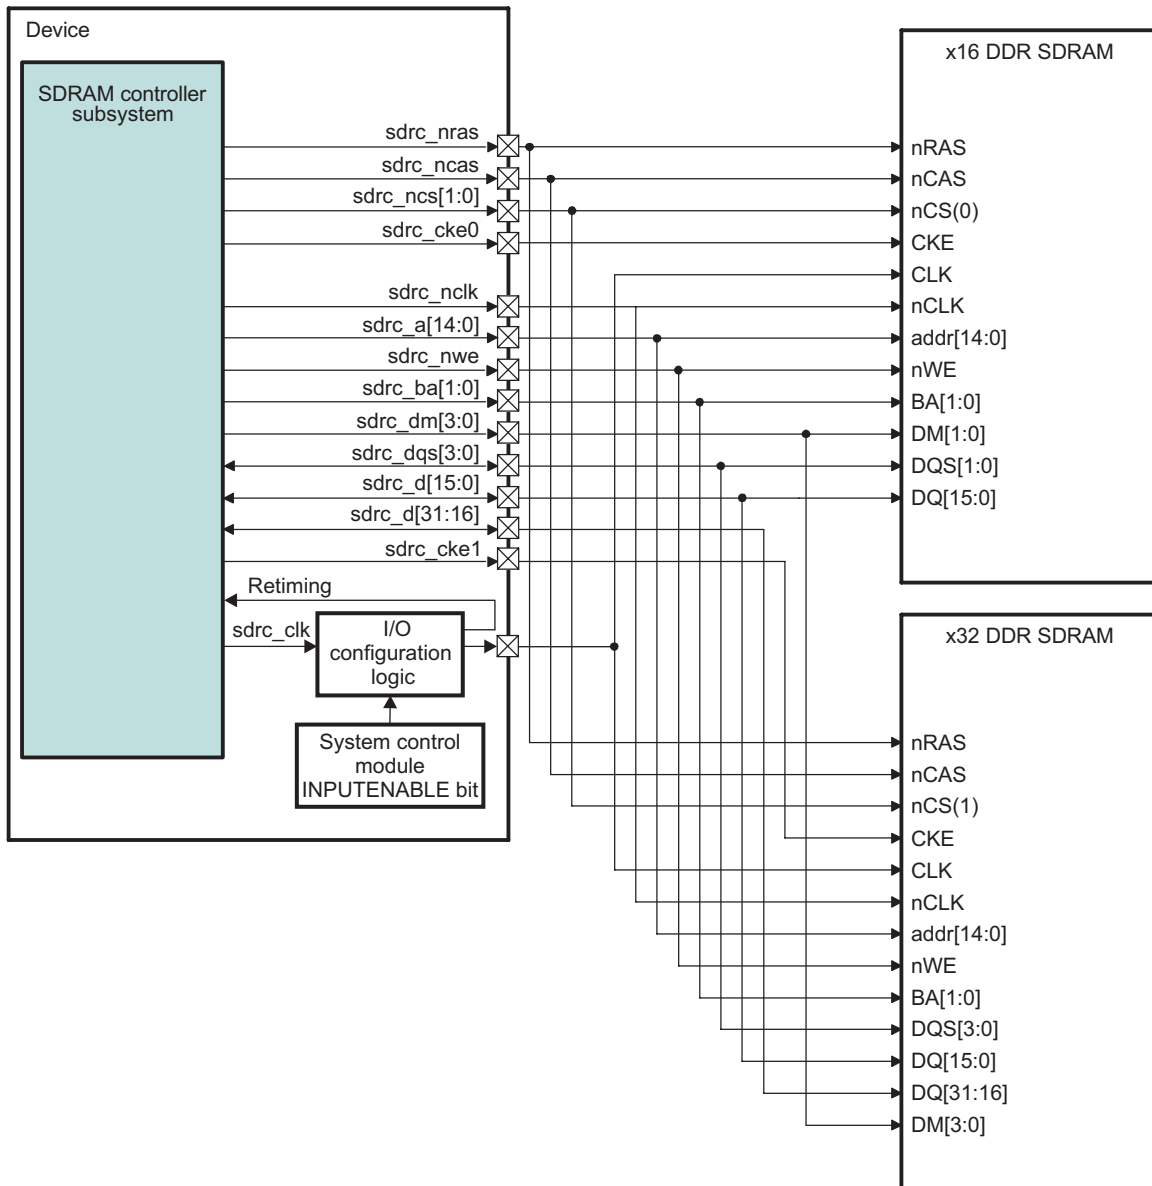 Device
SDRAM controller
subsystem
sdrc_nras
sdrc_ncas
sdrc_ncs[1:0]
sdrc_cke0
sdrc_nclk
sdrc_a[14:0]
sdrc_nwe
sdrc_ba[1:0]
sdrc_dm[3:0]
sdrc_dqs[3:0]
sdrc_d[15:0]
sdrc_d[31:16]
sdrc_cke1
Retiming
sdrc_clk
I/O
configuration
logic
System control
module
INPUTENABLE bit
x16 DDR SDRAM
nRAS
nCAS
nCS(0)
CKE
CLK
nCLK
addr[14:0]
nWE
BA[1:0]
DM[1:0]
DQS[1:0]
DQ[15:0]
x32 DDR SDRAM
nRAS
nCAS
nCS(1)
CKE
CLK
nCLK
addr[14:0]
nWE
BA[1:0]
DQS[3:0]
DQ[15:0]
DQ[31:16]
DM[3:0]